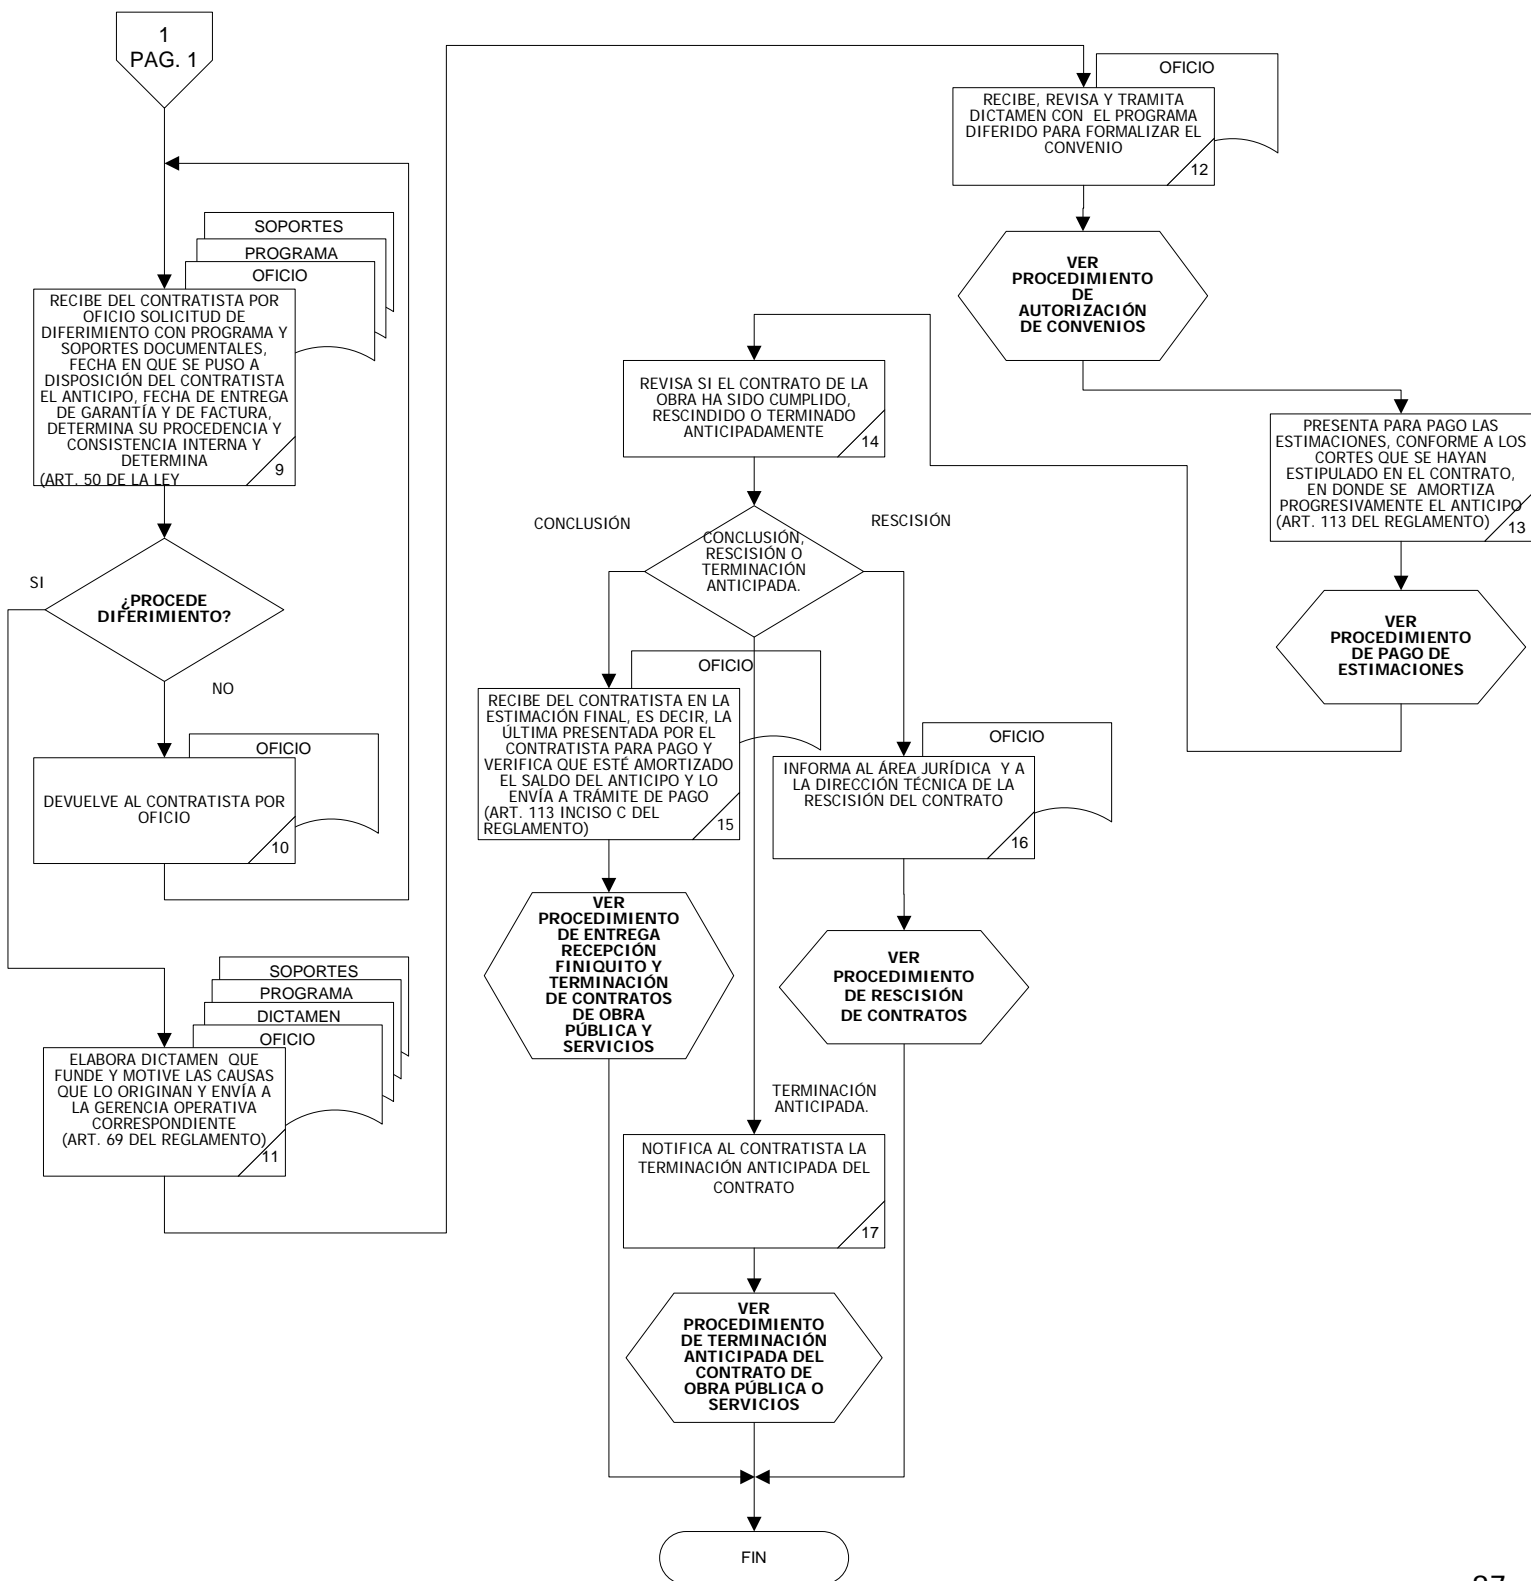 1
PAG. 1
SOPORTES
PROGRAMA
OFICIO
RECIBE DEL CONTRATISTA POR
OFICIO SOLICITUD DE
DIFERIMIENTO CON PROGRAMA Y
SOPORTES DOCUMENTALES,
FECHA EN QUE SE PUSO A
DISPOSICIÓN DEL CONTRATISTA
EL ANTICIPO, FECHA DE ENTREGA
DE GARANTÍA Y DE FACTURA,
DETERMINA SU PROCEDENCIA Y
CONSISTENCIA INTERNA Y
DETERMINA
(ART. 50 DE LA LEY
9
SI
¿PROCEDE
DIFERIMIENTO?
NO
OFICIO
DEVUELVE AL CONTRATISTA POR
OFICIO
10
SOPORTES
PROGRAMA
DICTAMEN
OFICIO
ELABORA DICTAMEN QUE
FUNDE Y MOTIVE LAS CAUSAS
QUE LO ORIGINAN Y ENVÍA A
LA GERENCIA OPERATIVA
CORRESPONDIENTE
(ART. 69 DEL REGLAMENTO)
11
OFICIO
RECIBE, REVISA Y TRAMITA
DICTAMEN CON EL PROGRAMA
DIFERIDO PARA FORMALIZAR EL
CONVENIO
12
VER
PROCEDIMIENTO
DE
AUTORIZACIÓN
DE CONVENIOS
PRESENTA PARA PAGO LAS
ESTIMACIONES, CONFORME A LOS
CORTES QUE SE HAYAN
ESTIPULADO EN EL CONTRATO,
EN DONDE SE AMORTIZA
PROGRESIVAMENTE EL ANTICIPO
(ART. 113 DEL REGLAMENTO)
13
VER
PROCEDIMIENTO
DE PAGO DE
ESTIMACIONES
REVISA SI EL CONTRATO DE LA
OBRA HA SIDO CUMPLIDO,
RESCINDIDO O TERMINADO
ANTICIPADAMENTE
14
CONCLUSIÓN
RESCISIÓN
CONCLUSIÓN,
RESCISIÓN O
TERMINACIÓN
ANTICIPADA.
OFICIO
RECIBE DEL CONTRATISTA EN LA
ESTIMACIÓN FINAL, ES DECIR, LA
ÚLTIMA PRESENTADA POR EL
CONTRATISTA PARA PAGO Y
VERIFICA QUE ESTÉ AMORTIZADO
EL SALDO DEL ANTICIPO Y LO
ENVÍA A TRÁMITE DE PAGO
(ART. 113 INCISO C DEL
REGLAMENTO)
15
VER
PROCEDIMIENTO
DE ENTREGA
RECEPCIÓN
FINIQUITO Y
TERMINACIÓN
DE CONTRATOS
DE OBRA
PÚBLICA Y
SERVICIOS
OFICIO
INFORMA AL ÁREA JURÍDICA Y A
LA DIRECCIÓN TÉCNICA DE LA
RESCISIÓN DEL CONTRATO
16
VER
PROCEDIMIENTO
DE RESCISIÓN
DE CONTRATOS
TERMINACIÓN
ANTICIPADA.
NOTIFICA AL CONTRATISTA LA
TERMINACIÓN ANTICIPADA DEL
CONTRATO
17
VER
PROCEDIMIENTO
DE TERMINACIÓN
ANTICIPADA DEL
CONTRATO DE
OBRA PÚBLICA O
SERVICIOS
FIN